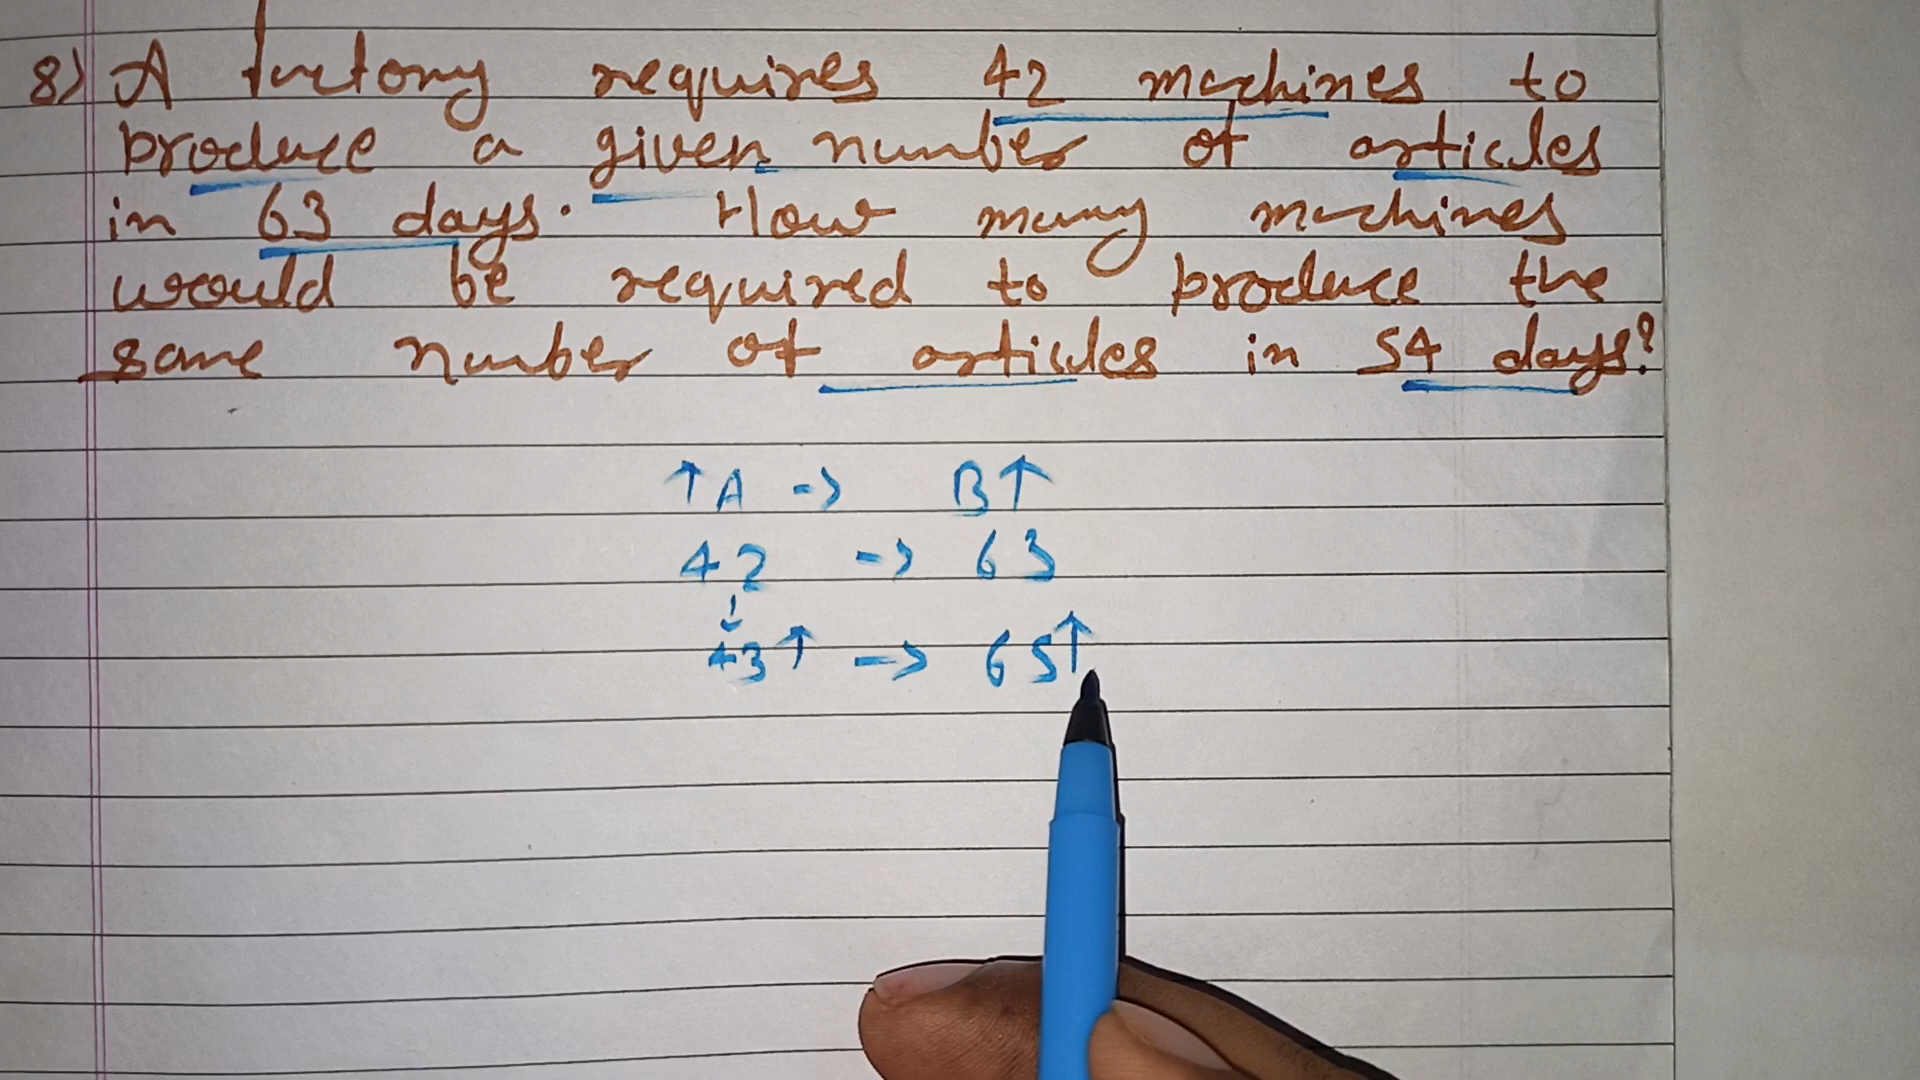 8) A factory requires 42 machines to
produce a given number of articles
in 63 days. How many machines
would be required to produce the
same number of articles in 54 days?
↑A -> B↑
42 -> 63
↓
43↑ -> 65↑